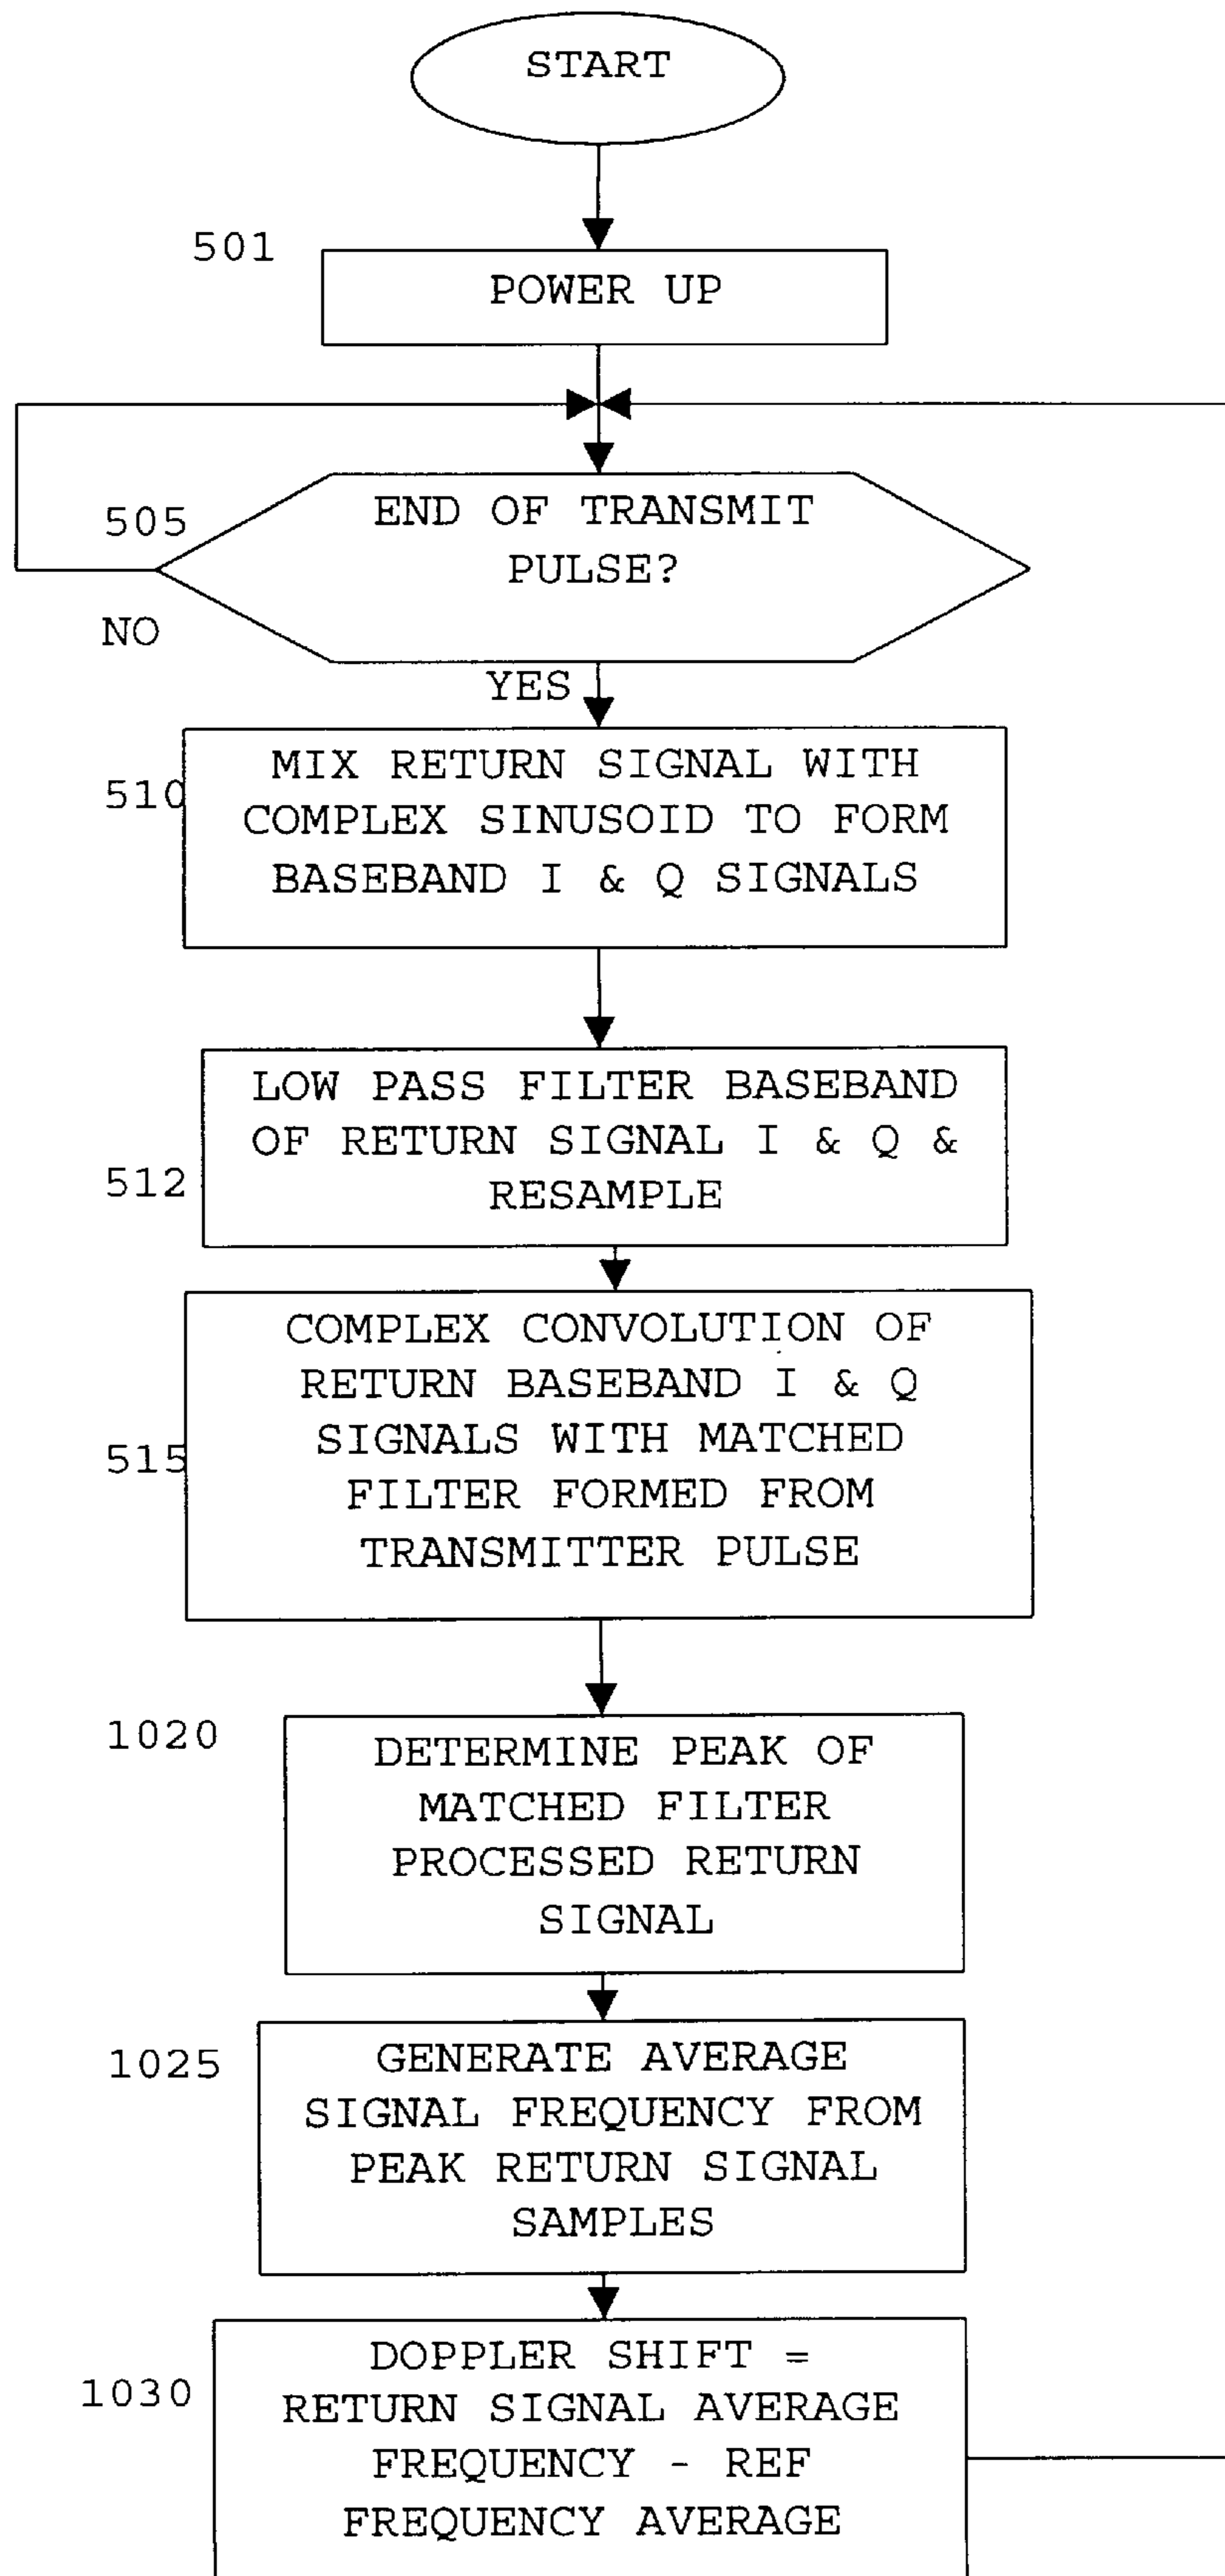 START
501
POWER UP
505
END OF TRANSMIT
PULSE?
NO
YES
510
MIX RETURN SIGNAL WITH
COMPLEX SINUSOID TO FORM
BASEBAND I & Q SIGNALS
512
LOW PASS FILTER BASEBAND
OF RETURN SIGNAL I & Q &
RESAMPLE
515
COMPLEX CONVOLUTION OF
RETURN BASEBAND I & Q
SIGNALS WITH MATCHED
FILTER FORMED FROM
TRANSMITTER PULSE
1020
DETERMINE PEAK OF
MATCHED FILTER
PROCESSED RETURN
SIGNAL
1025
GENERATE AVERAGE
SIGNAL FREQUENCY FROM
PEAK RETURN SIGNAL
SAMPLES
1030
DOPPLER SHIFT =
RETURN SIGNAL AVERAGE
FREQUENCY - REF
FREQUENCY AVERAGE